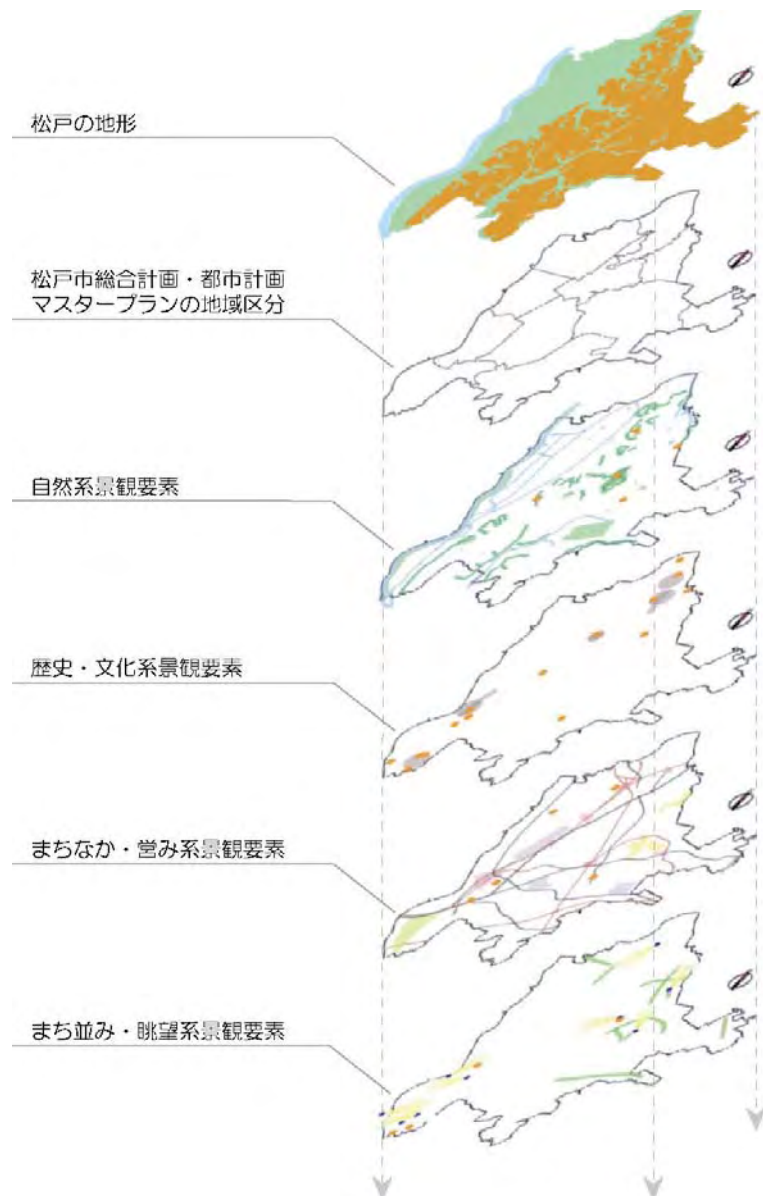 松戸の地形
松戸市総合計画・都市計画
マスタープランの地域区分
自然系景観要素
歴史・文化系景観要素
まちなか・営み系景観要素
まち並み・眺望系景観要素